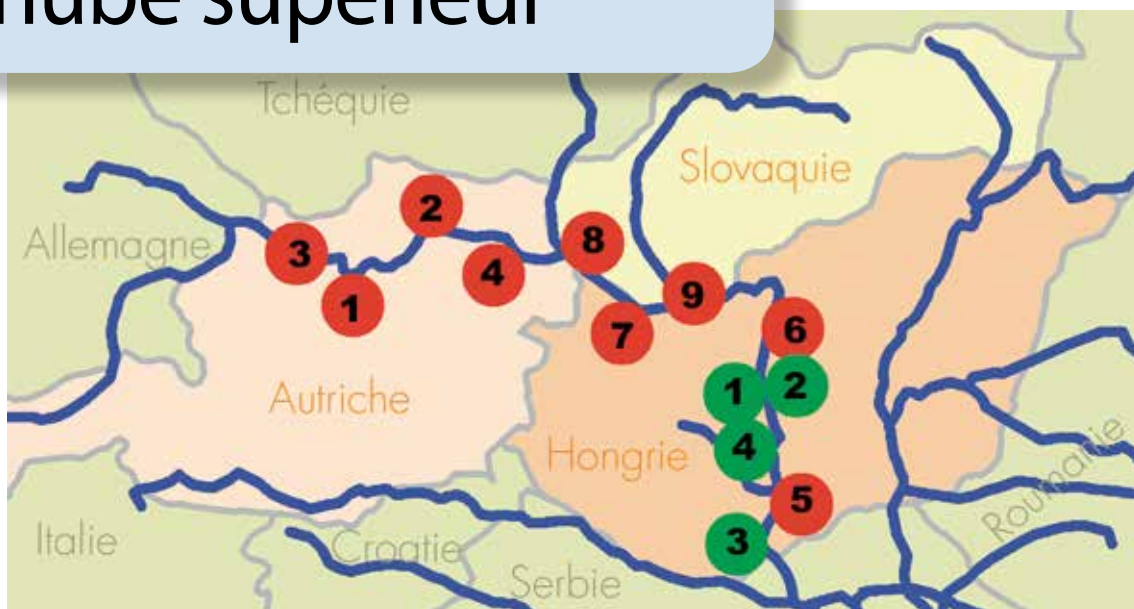 supérieur
Tchéquie
Slovaquie
Allemagne
2
3
8
4
1
9
7
6
Autriche
1
2
Hongrie
4
5
Roumanie
Italie
Croatie
3
Serbie